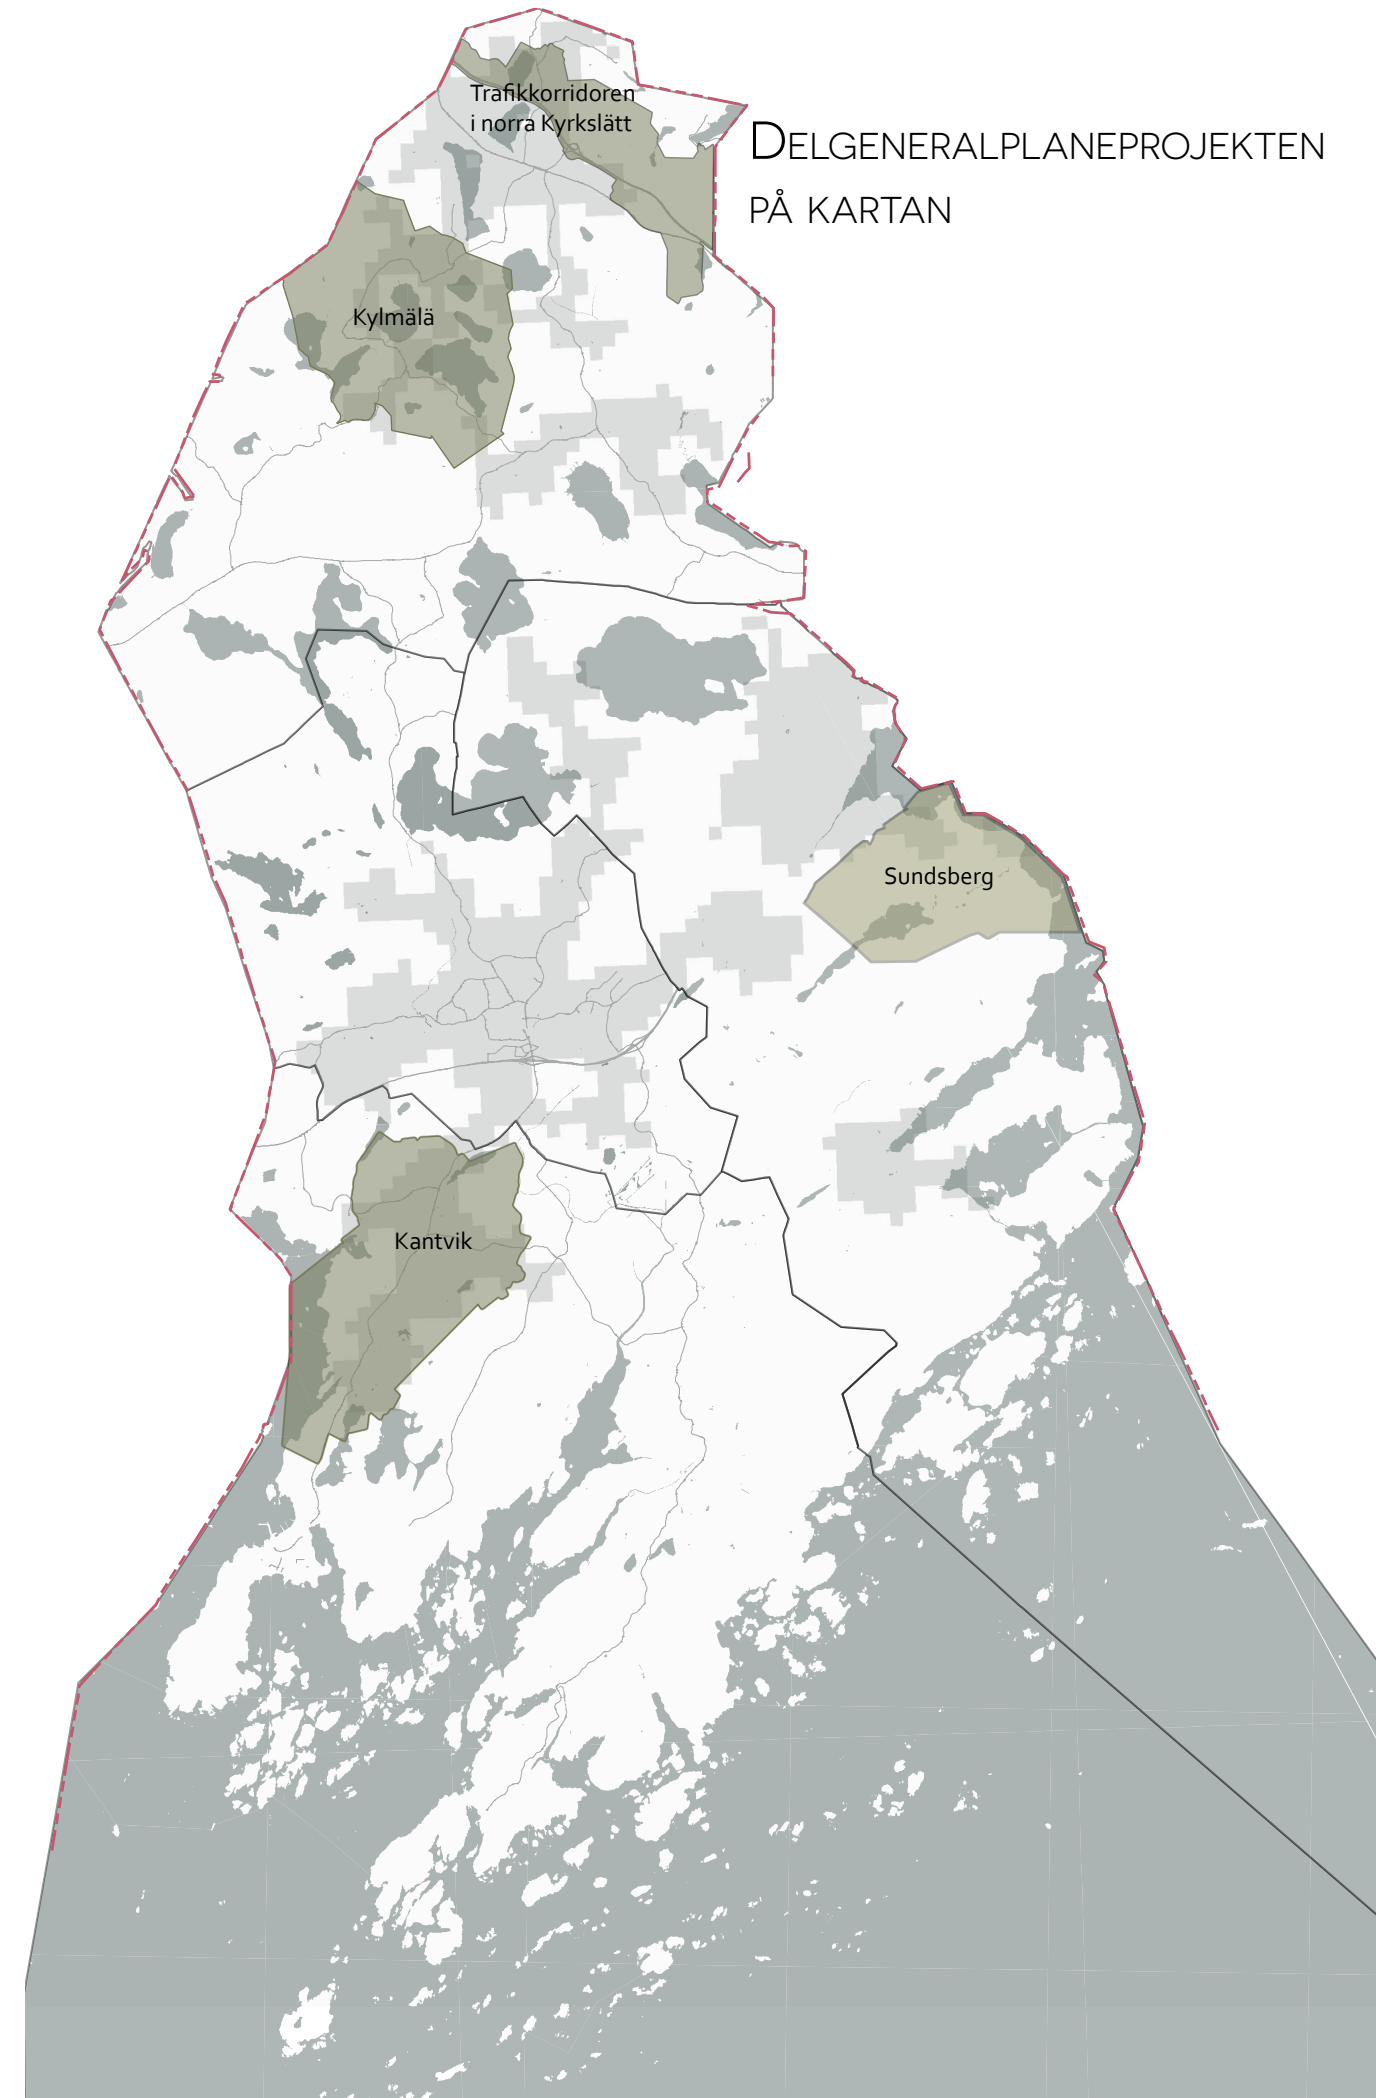 Trafikkorridoren
i norra Kyrkslätt
DELGENERALPLANEPROJEKTEN
PÅ KARTAN
Kylmälä
Sundsberg
Kantvik